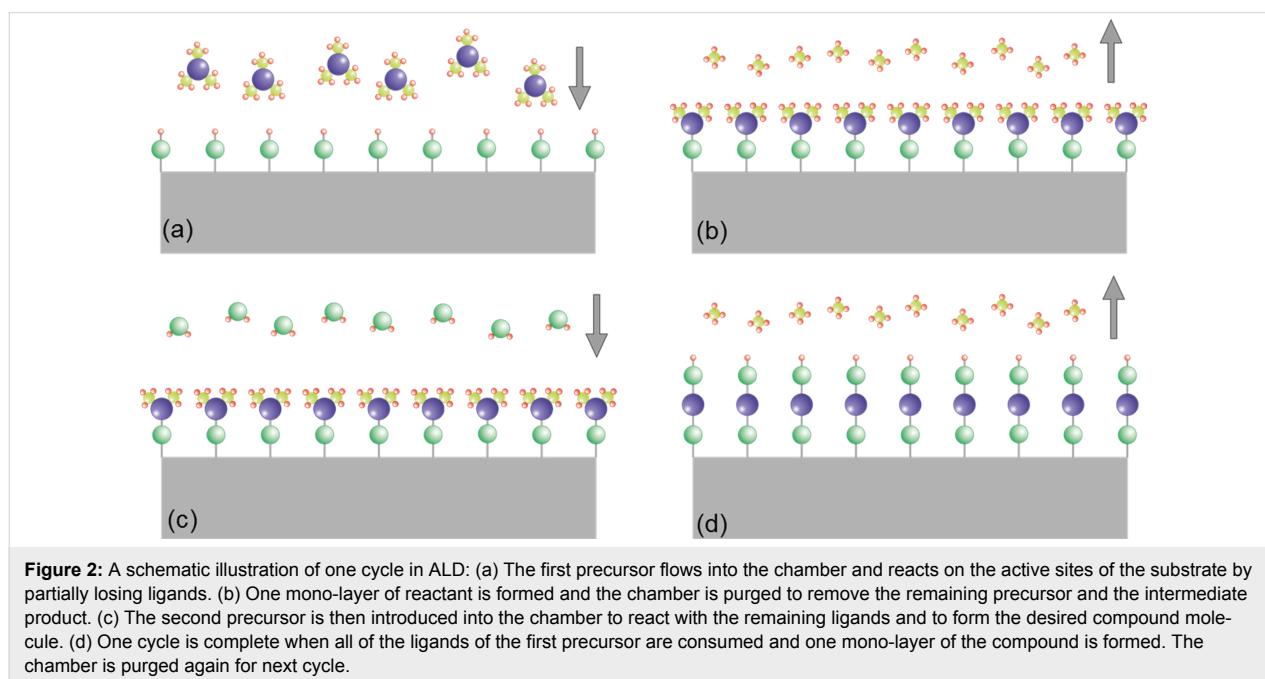 (a)
(b)
(c)
(d)
Figure 2: A schematic illustration of one cycle in ALD: (a) The first precursor flows into the chamber and reacts on the active sites of the substrate by
partially losing ligands. (b) One mono-layer of reactant is formed and the chamber is purged to remove the remaining precursor and the intermediate
product. (c) The second precursor is then introduced into the chamber to react with the remaining ligands and to form the desired compound mole-
cule. (d) One cycle is complete when all of the ligands of the first precursor are consumed and one mono-layer of the compound is formed. The
chamber is purged again for next cycle.